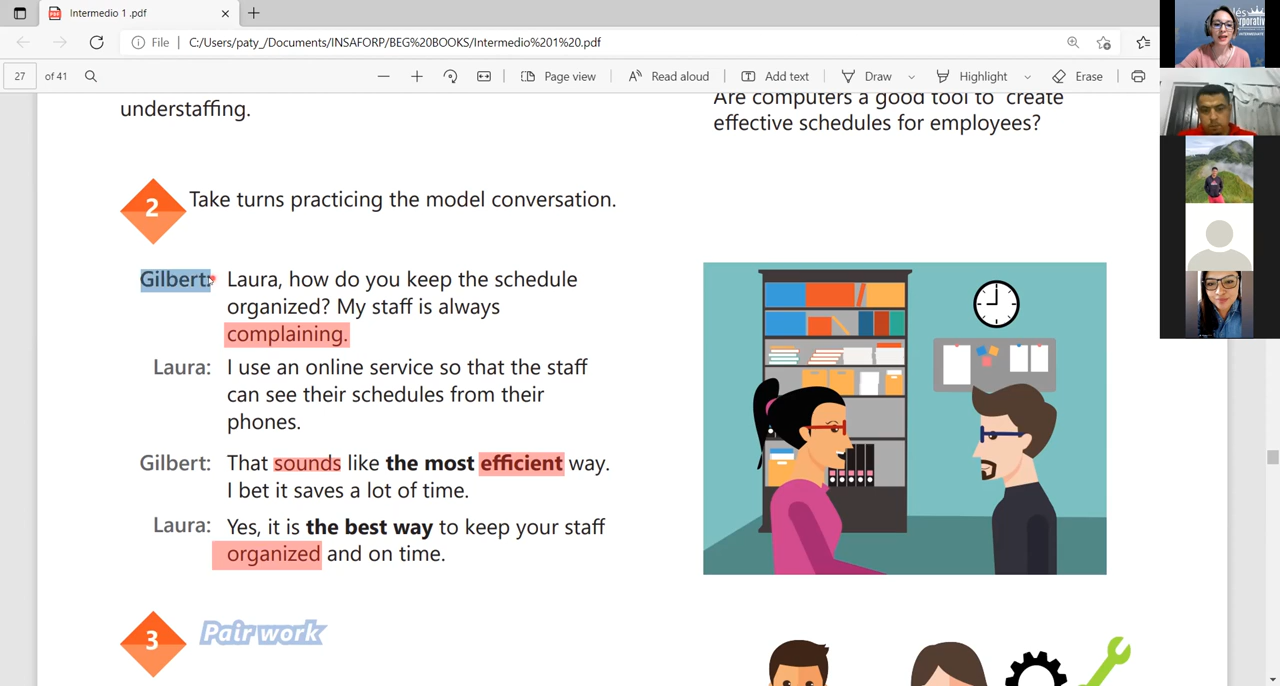 Intermedio 1 .pdf
File
C:/Users/paty_/Documents/INSAFORP/BEG%20BOOKS/Intermedio%201%20.pdf
27 of 41
Page view
Read aloud
Add text
Draw
Highlight
Erase
understaffing.
Are computers a good tool to create
effective schedules for employees?
2 Take turns practicing the model conversation.
Gilbert: Laura, how do you keep the schedule
organized? My staff is always
complaining.
Laura: I use an online service so that the staff
can see their schedules from their
phones.
Gilbert: That sounds like the most efficient way.
I bet it saves a lot of time.
Laura: Yes, it is the best way to keep your staff
organized and on time.
3 Pair work